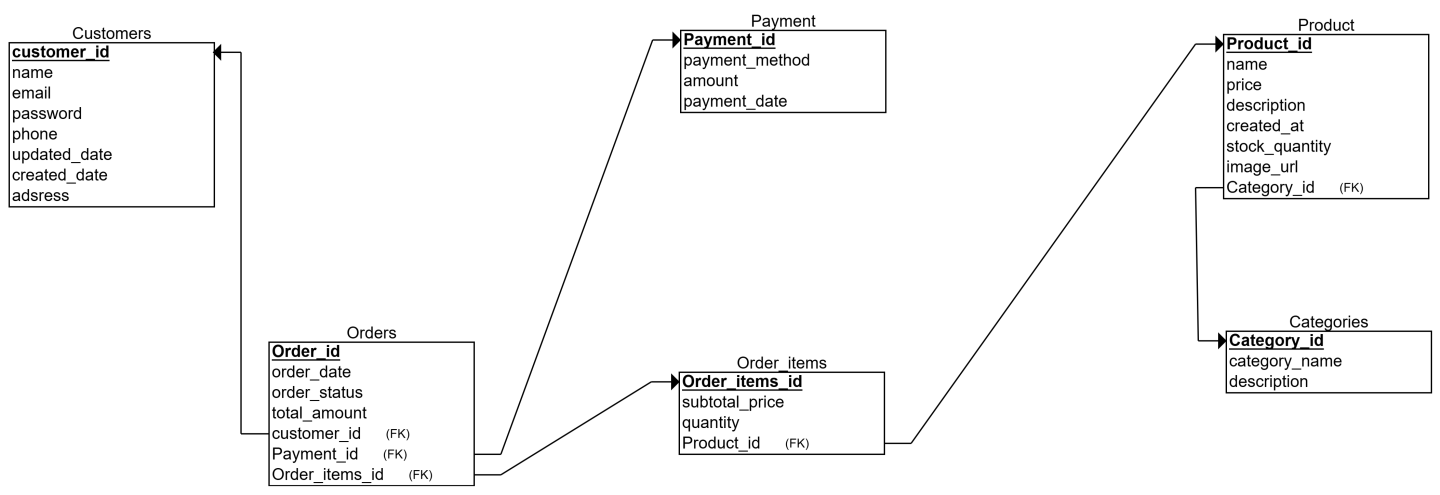 Customers
customer_id
name
email
password
phone
updated_date
created_date
adsress
Payment
Payment_id
payment_method
amount
payment_date
Product
Product_id
name
price
description
created_at
stock_quantity
image_url
Category_id (FK)
Orders
Order_id
order_date
order_status
total_amount
customer_id (FK)
Payment_id (FK)
Order_items_id (FK)
Order_items
Order_items_id
subtotal_price
quantity
Product_id (FK)
Categories
Category_id
category_name
description